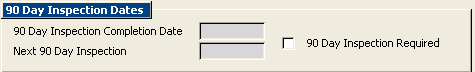 90 Day Inspection Dates
90 Day Inspection Completion Date
Next 90 Day Inspection
90 Day Inspection Required